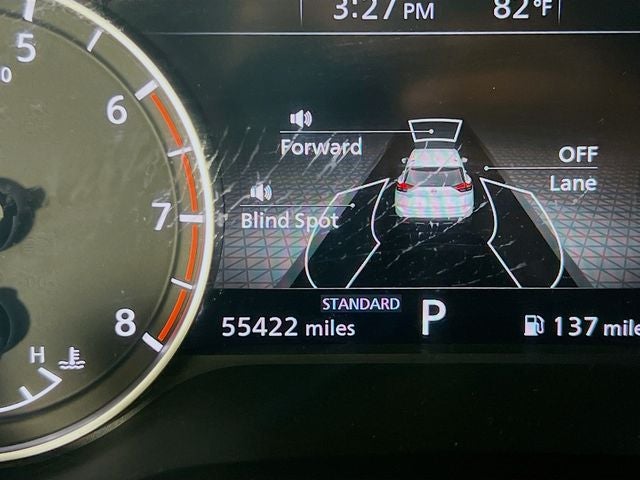 3:27 PM 82°F
5
6
7
8
H
Forward
OFF
Lane
Blind Spot
STANDARD
55422 miles P 137 mile